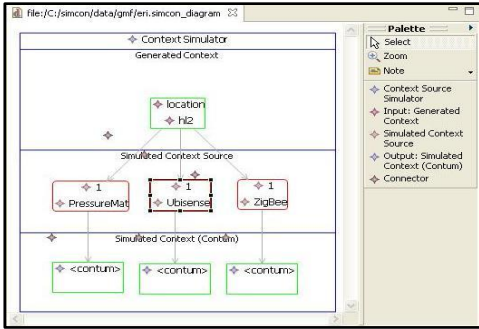 file:/C:/simcon/data/gmf/eri.simcon_diagram
Context Simulator
Generated Context
location
hl2
Simulated Context Source
1
PressureMat
1
Ubisense
1
ZigBee
Simulated Context (Contum)
<contum>
<contum>
<contum>
Palette
Select
Zoom
Note
Context Source
Simulator
Input: Generated
Context
Simulated Context
Source
Output: Simulated
Context (Contum)
Connector